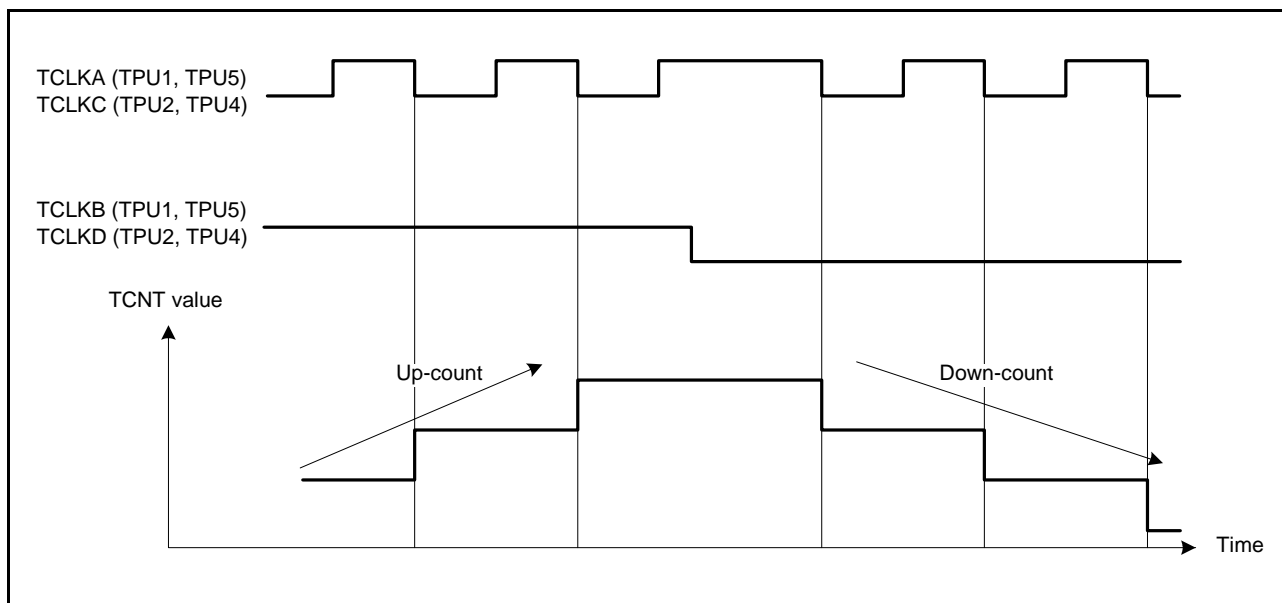 TCLKA (TPU1, TPU5)
TCLKC (TPU2, TPU4)
TCLKB (TPU1, TPU5)
TCLKD (TPU2, TPU4)
TCNT value
Up-count
Down-count
Time